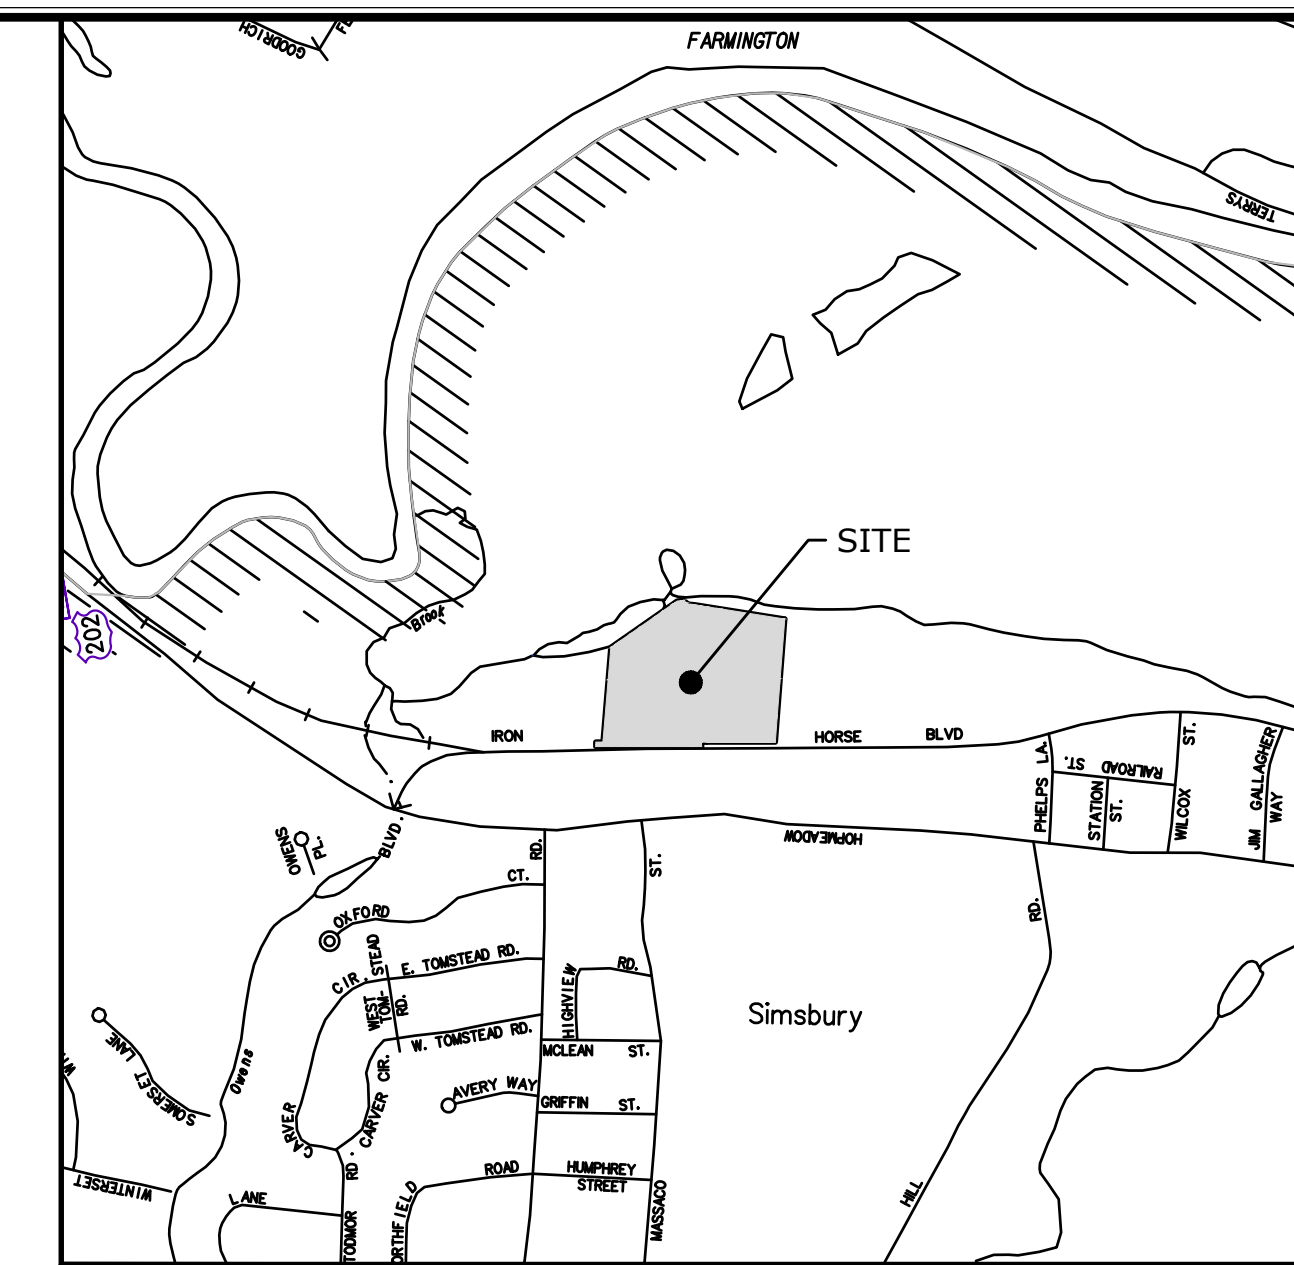 GOODRICH
FARMINGTON
TERRYS
SITE
202
Brook
IRON HORSE BLVD
PHELPS LA.
RAILROAD ST.
STATION ST.
WILCOX ST.
JIM GALLAGHER WAY
HOPMEADOW
OWENS PL.
BLVD.
RD.
ST.
CT.
OXFORD
RD.
CIR.
WEST TOM-STEAD RD.
E. TOMSTEAD RD.
HIGHVIEW RD.
Simsbury
W. TOMSTEAD RD.
MCLEAN ST.
SOMERSET LANE
Owens
CARVER
CARVER CIR.
AVERY WAY
GRIFFIN ST.
WINTERSET
ROAD
HUMPHREY STREET
LANE
TODMOR RD.
ORTHFIELD
MASSACO
HILL